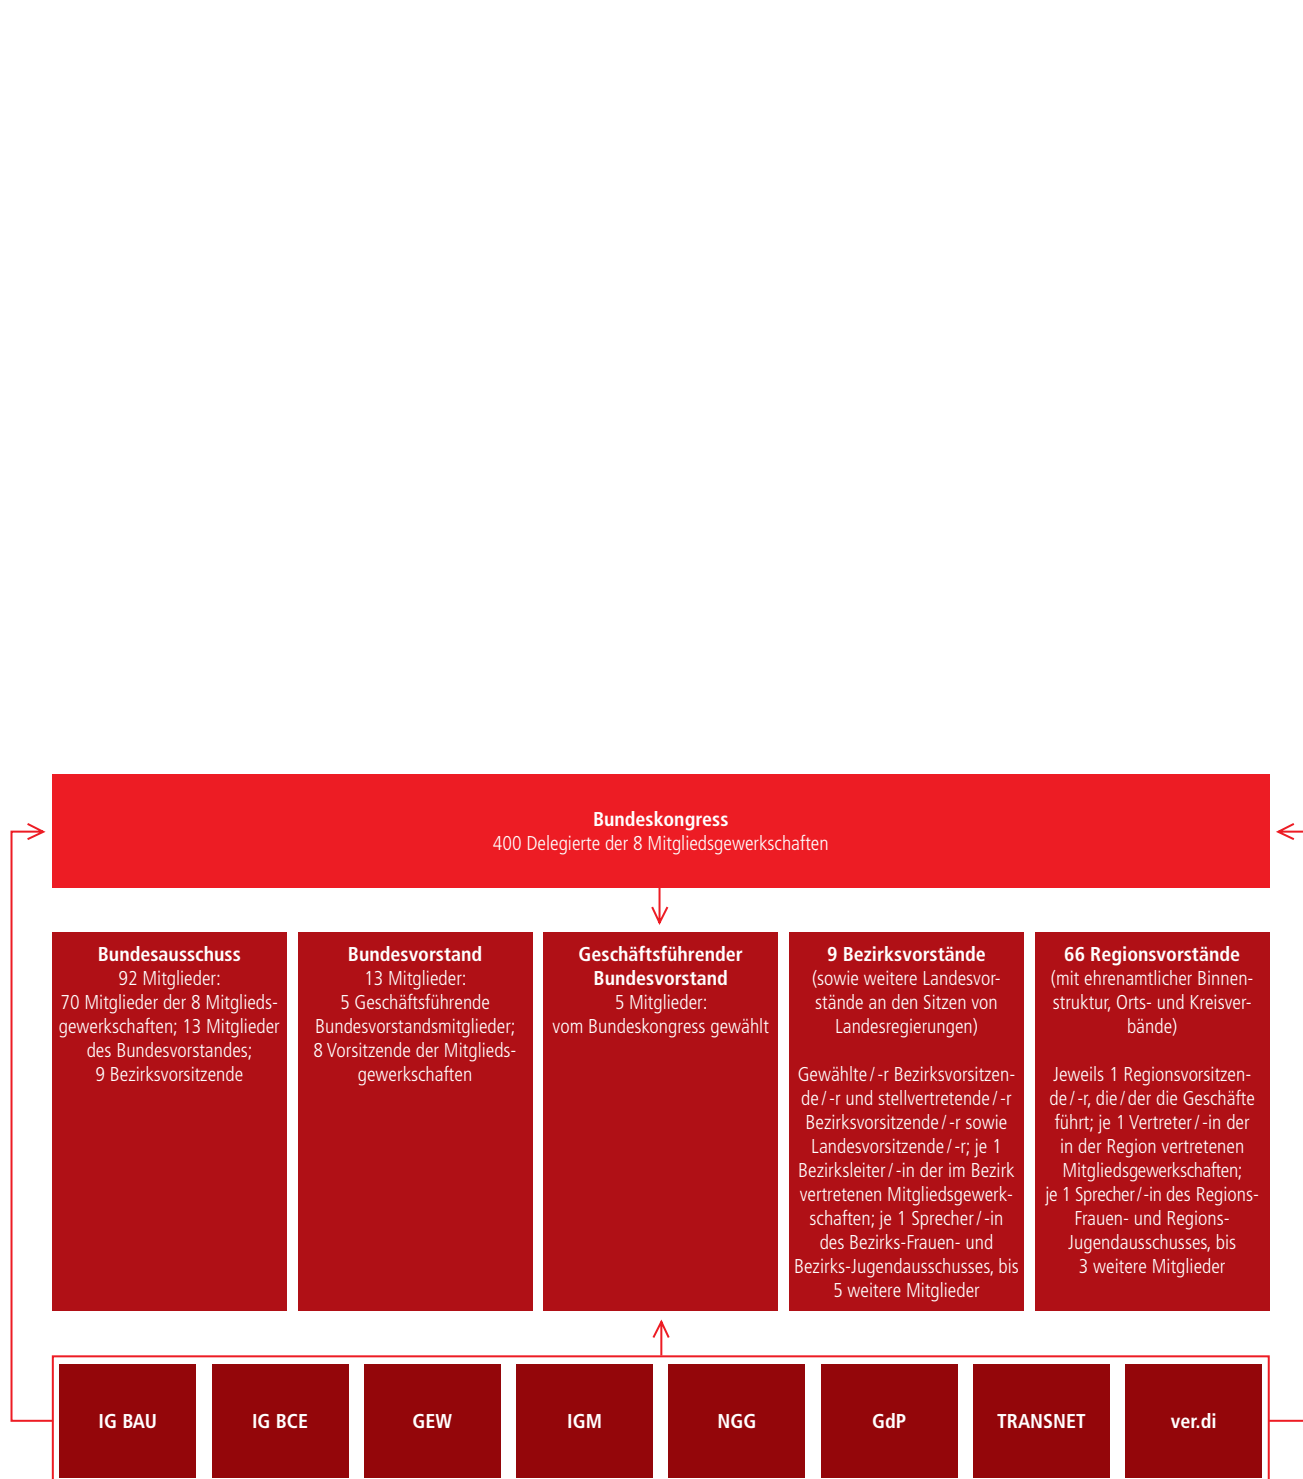 Bundeskongress
400 Delegierte der 8 Mitgliedsgewerkschaften
Bundesausschuss
92 Mitglieder:
70 Mitglieder der 8 Mitglieds-
gewerkschaften; 13 Mitglieder
des Bundesvorstandes;
9 Bezirksvorsitzende
Bundesvorstand
13 Mitglieder:
5 Geschäftsführende
Bundesvorstandsmitglieder;
8 Vorsitzende der Mitglieds-
gewerkschaften
Geschäftsführender
Bundesvorstand
5 Mitglieder:
vom Bundeskongress gewählt
9 Bezirksvorstände
(sowie weitere Landesvor-
stände an den Sitzen von
Landesregierungen)
Gewählte/-r Bezirksvorsitzen-
de/-r und stellvertretende/-r
Bezirksvorsitzende/-r sowie
Landesvorsitzende/-r; je 1
Bezirksleiter/-in der im Bezirk
vertretenen Mitgliedsgewerk-
schaften; je 1 Sprecher/-in
des Bezirks-Frauen- und
Bezirks-Jugendausschusses, bis
5 weitere Mitglieder
66 Regionsvorstände
(mit ehrenamtlicher Binnen-
struktur, Orts- und Kreisver-
bände)
Jeweils 1 Regionsvorsitzen-
de/-r, die/der die Geschäfte
führt; je 1 Vertreter/-in der
in der Region vertretenen
Mitgliedsgewerkschaften;
je 1 Sprecher/-in des Regions-
Frauen- und Regions-
Jugendausschusses, bis
3 weitere Mitglieder
IG BAU
IG BCE
GEW
IGM
NGG
GdP
TRANSNET
ver.di